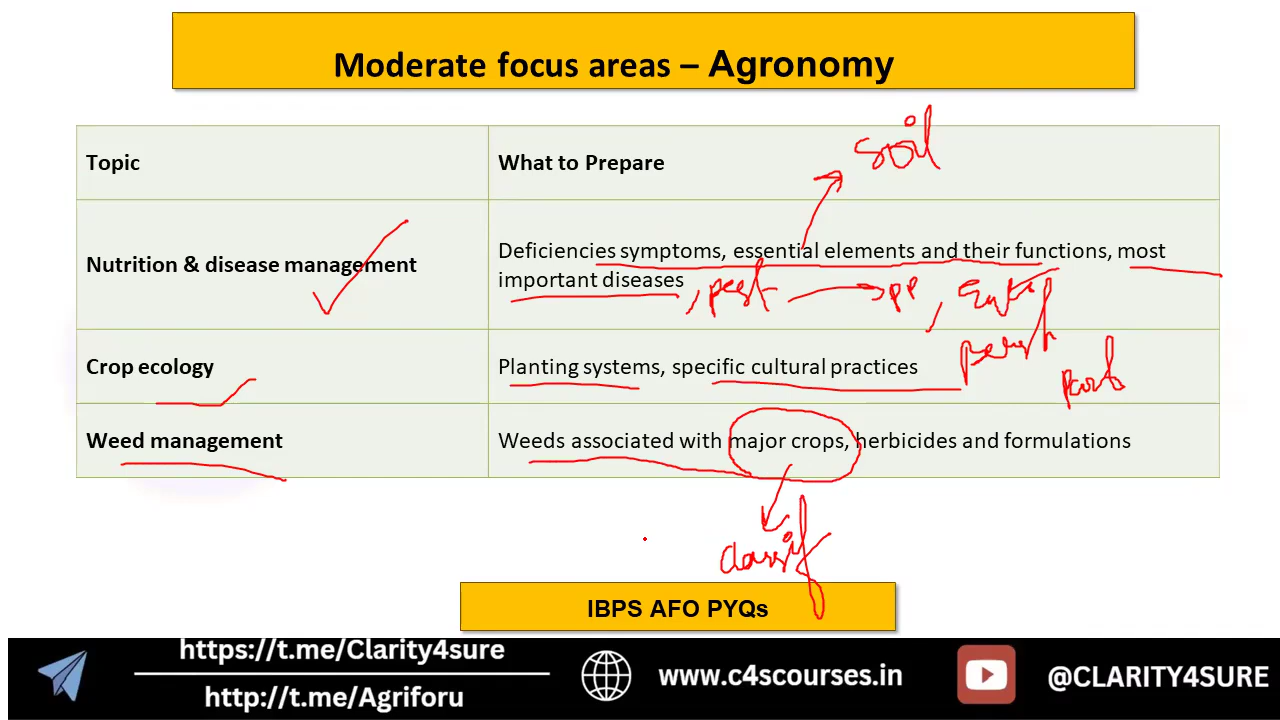 Moderate focus areas – Agronomy
soil
Topic
What to Prepare
Nutrition & disease management
Deficiencies symptoms, essential elements and their functions, most
important diseases
, pest
PP
,
Crop ecology
Planting systems, specific cultural practices
Weed management
Weeds associated with major crops, herbicides and formulations
classif
IBPS AFO PYQs
https://t.me/Clarity4sure
http://t.me/Agriforu
www.c4scourses.in
@CLARITY4SURE